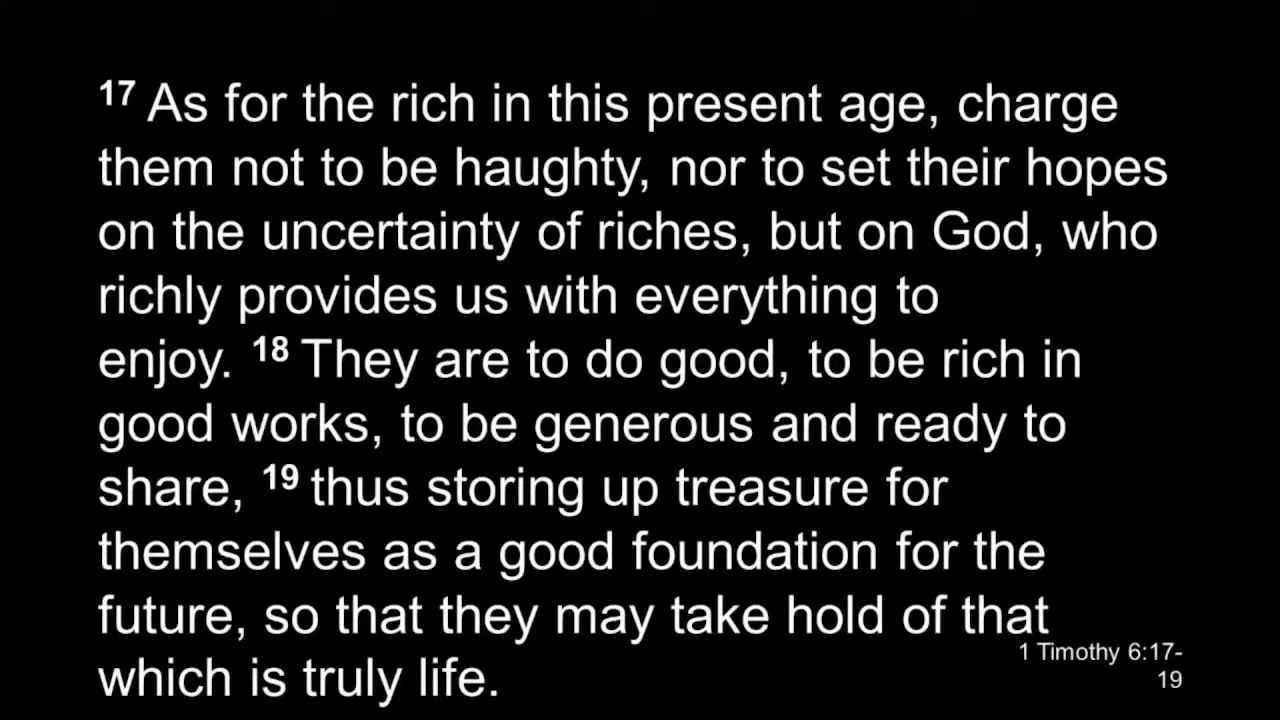 17 As for the rich in this present age, charge
them not to be haughty, nor to set their hopes
on the uncertainty of riches, but on God, who
richly provides us with everything to
enjoy. 18 They are to do good, to be rich in
good works, to be generous and ready to
share, 19 thus storing up treasure for
themselves as a good foundation for the
future, so that they may take hold of that
which is truly life.
1 Timothy 6:17-
19